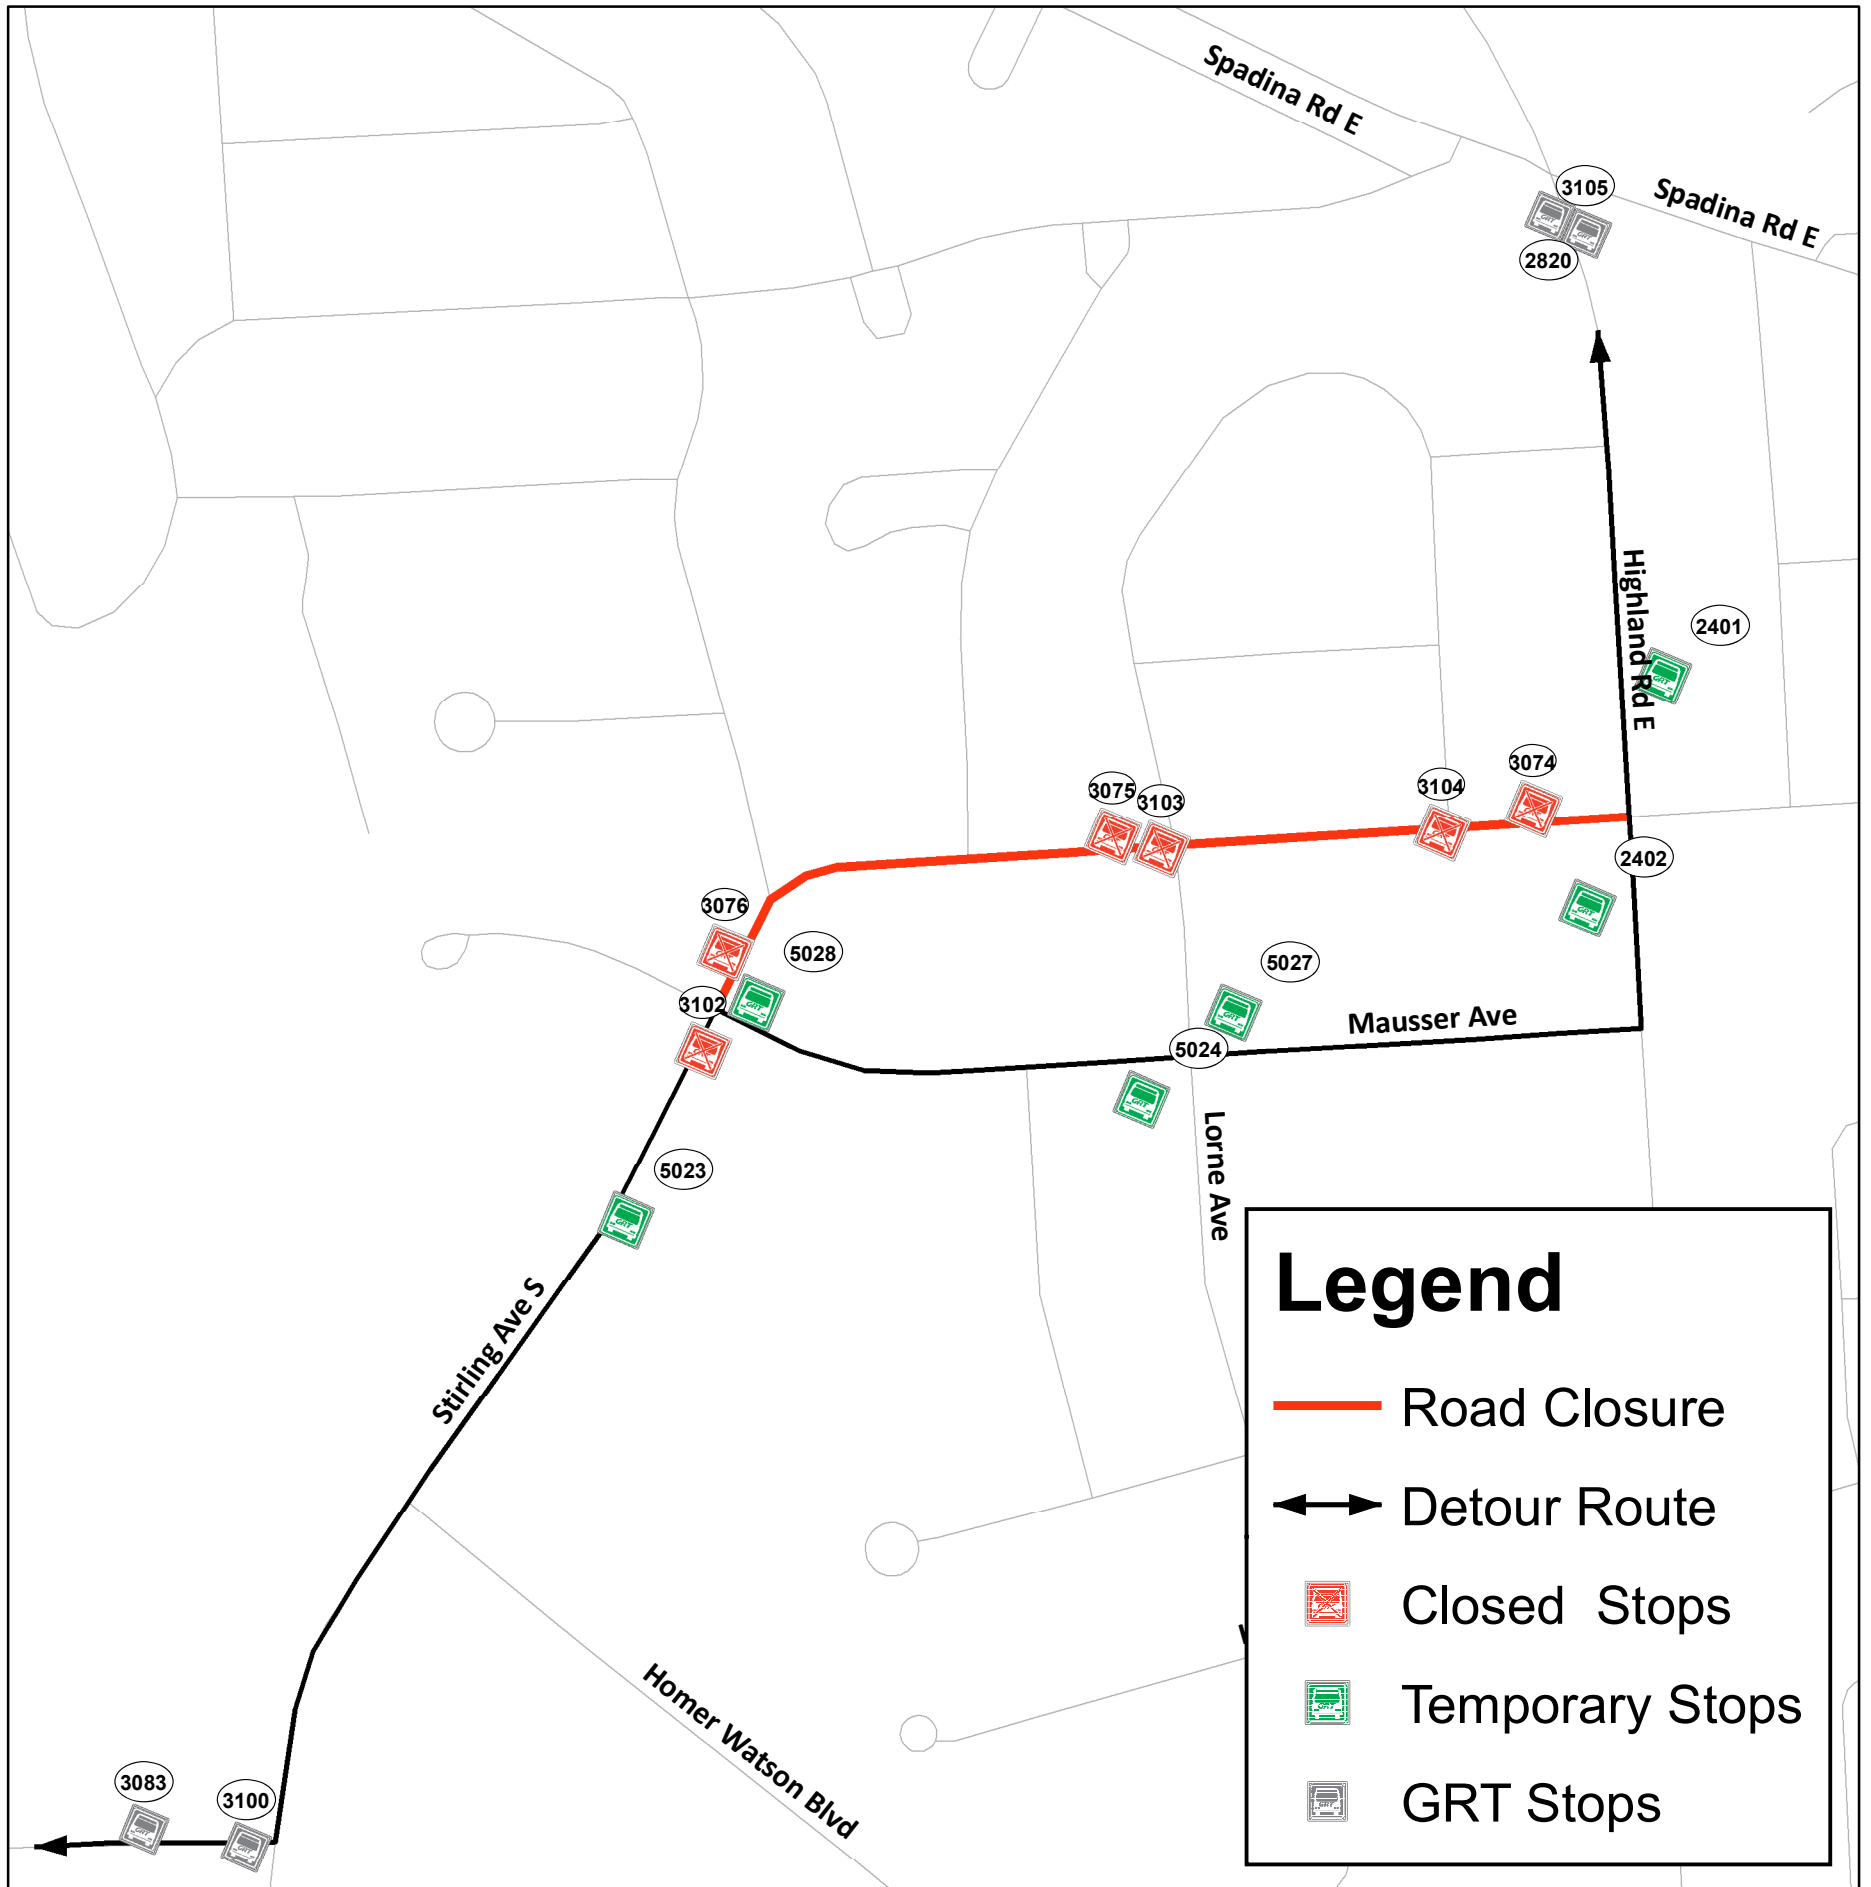 Spadina Rd E
3105
Spadina Rd E
2820
Highland Rd E
2401
3074
3075
3104
3103
2402
3076
5028
5027
3102
Mausser Ave
5024
Lorne Ave
5023
Stirling Ave S
Legend
Road Closure
Detour Route
Closed Stops
Temporary Stops
GRT Stops
Homer Watson Blvd
3083
3100